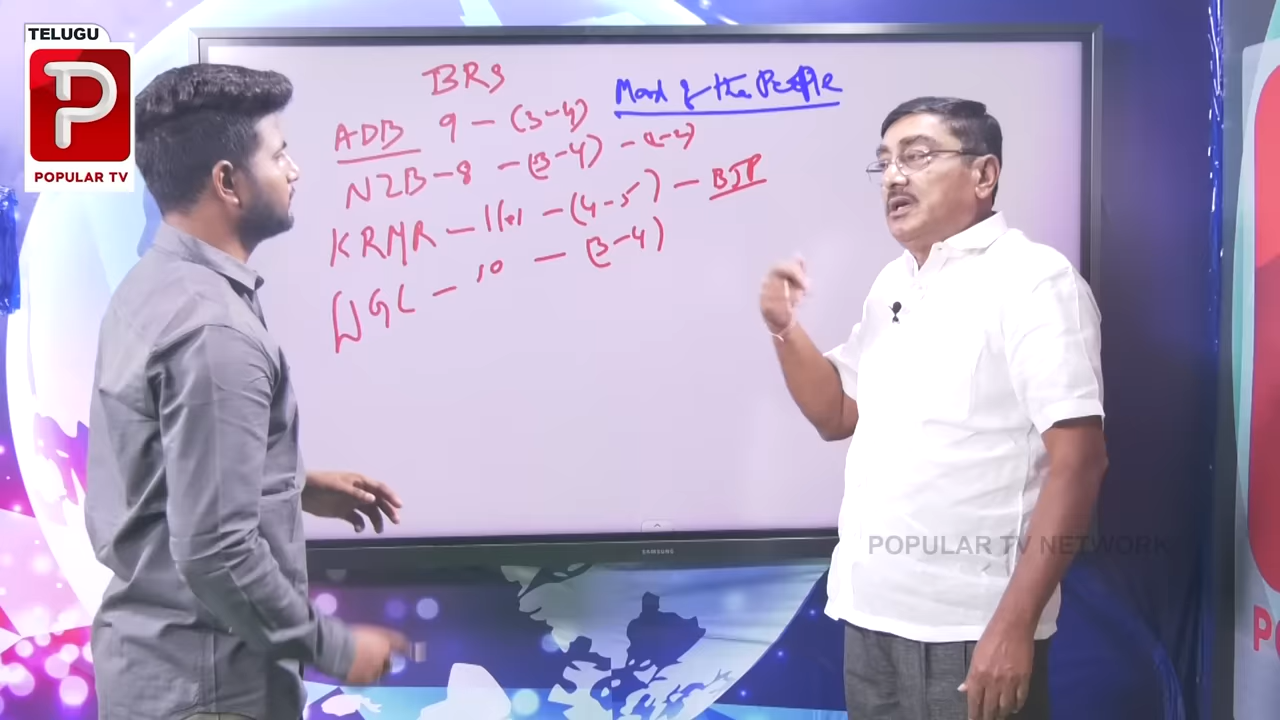 TELUGU
P
POPULAR TV
BRS
Mood of the People
ADB 9 - (3-4)
NZB - 8 - (3-4) - (1-2)
KRMR - 11+1 - (4-5) - BJP
WGL - 10 - (3-4)
SAMSUNG
POPULAR TV NETWORK